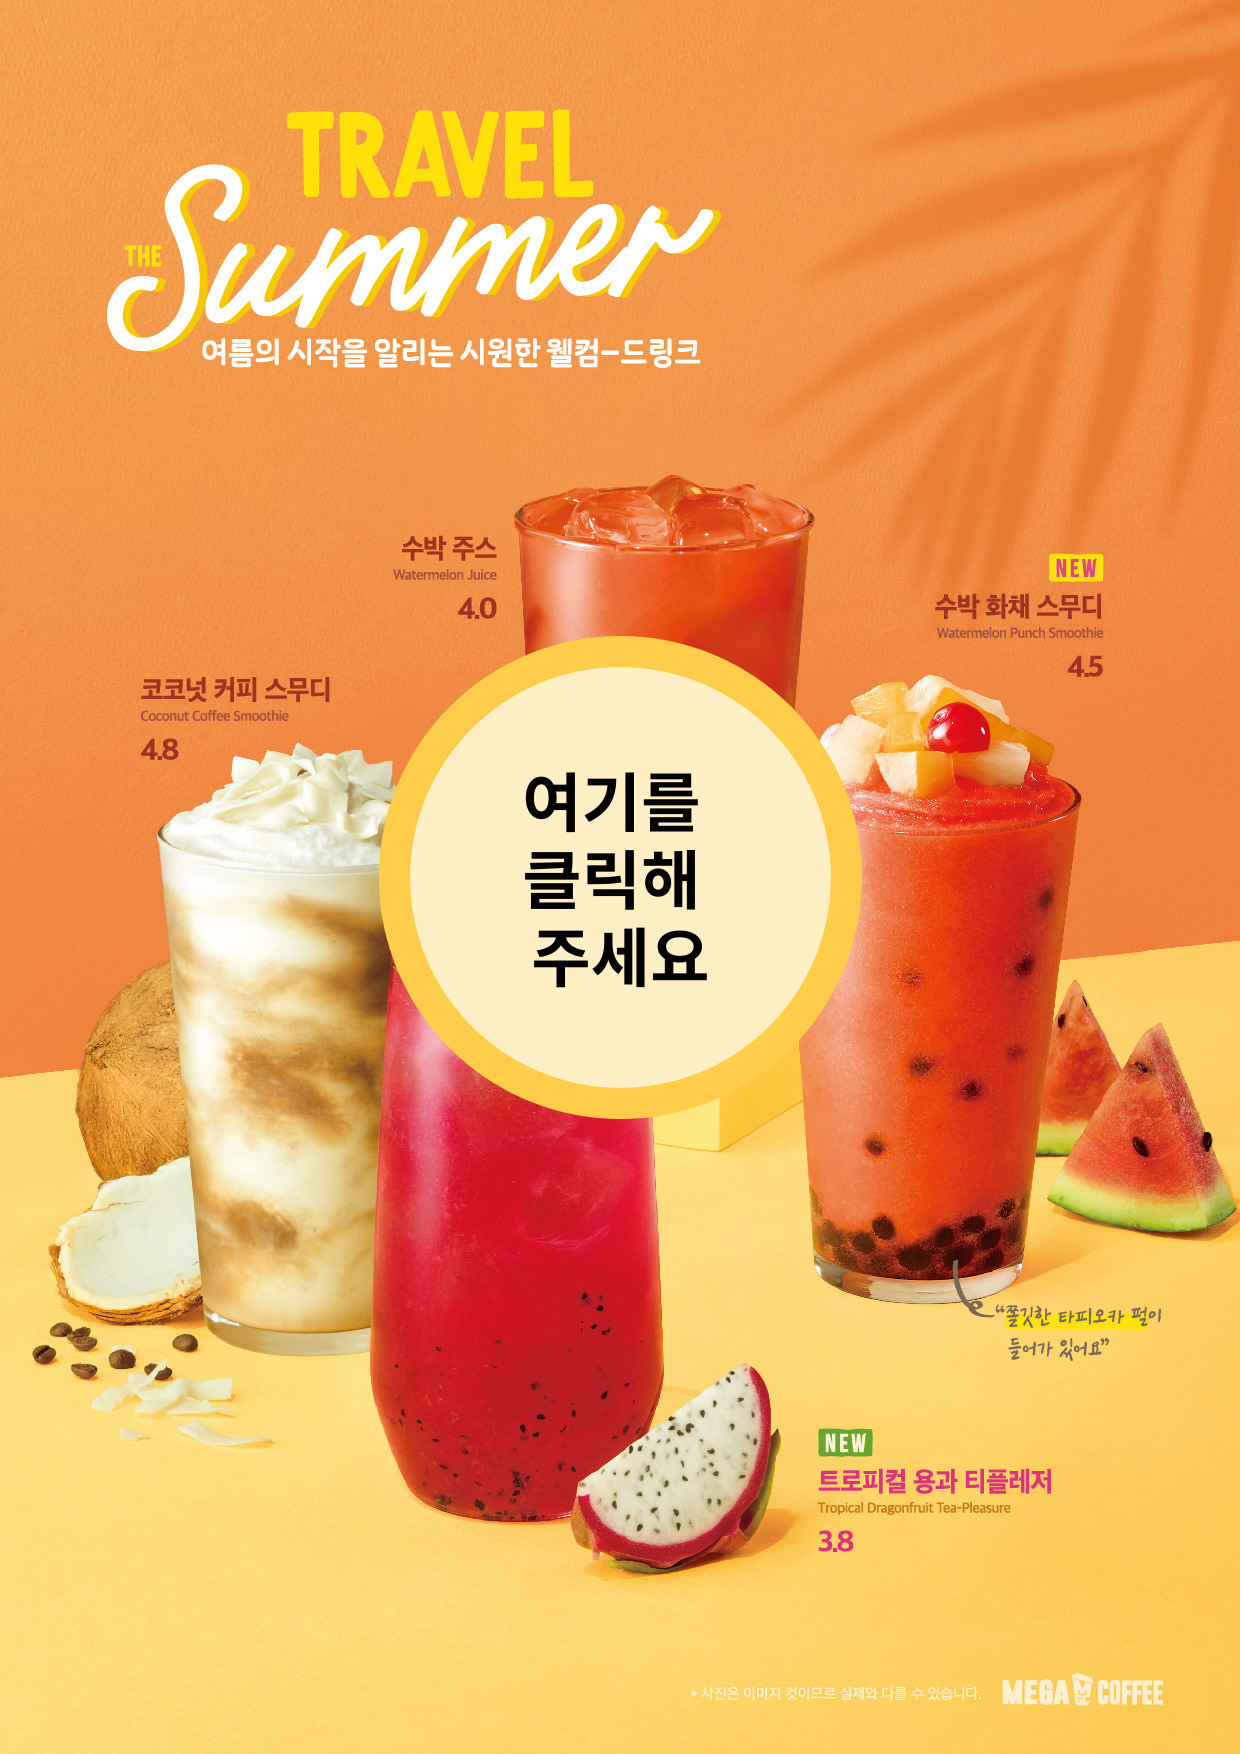 TRAVEL
THE Summer
여름의 시작을 알리는 시원한 웰컴-드링크
수박 주스
Watermelon Juice
4.0
NEW
수박 화채 스무디
Watermelon Punch Smoothie
4.5
코코넛 커피 스무디
Coconut Coffee Smoothie
4.8
여기를
클릭해
주세요
“쫄깃한 타피오카 펄이
들어가 있어요”
NEW
트로피컬 용과 티플레저
Tropical Dragonfruit Tea-Pleasure
3.8
* 사진은 이미지 컷이므로 실제와 다를 수 있습니다.
MEGA MGC COFFEE